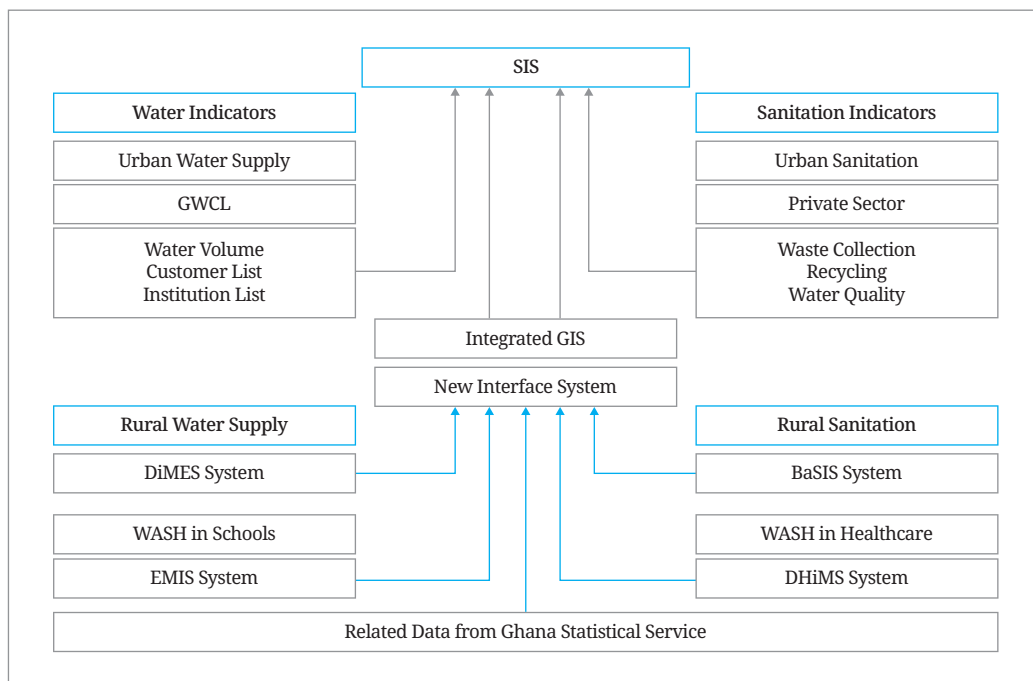 SIS
Water Indicators
Sanitation Indicators
Urban Water Supply
Urban Sanitation
GWCL
Private Sector
Water Volume
Customer List
Institution List
Waste Collection
Recycling
Water Quality
Integrated GIS
New Interface System
Rural Water Supply
Rural Sanitation
DiMES System
BaSIS System
WASH in Schools
WASH in Healthcare
EMIS System
DHiMS System
Related Data from Ghana Statistical Service